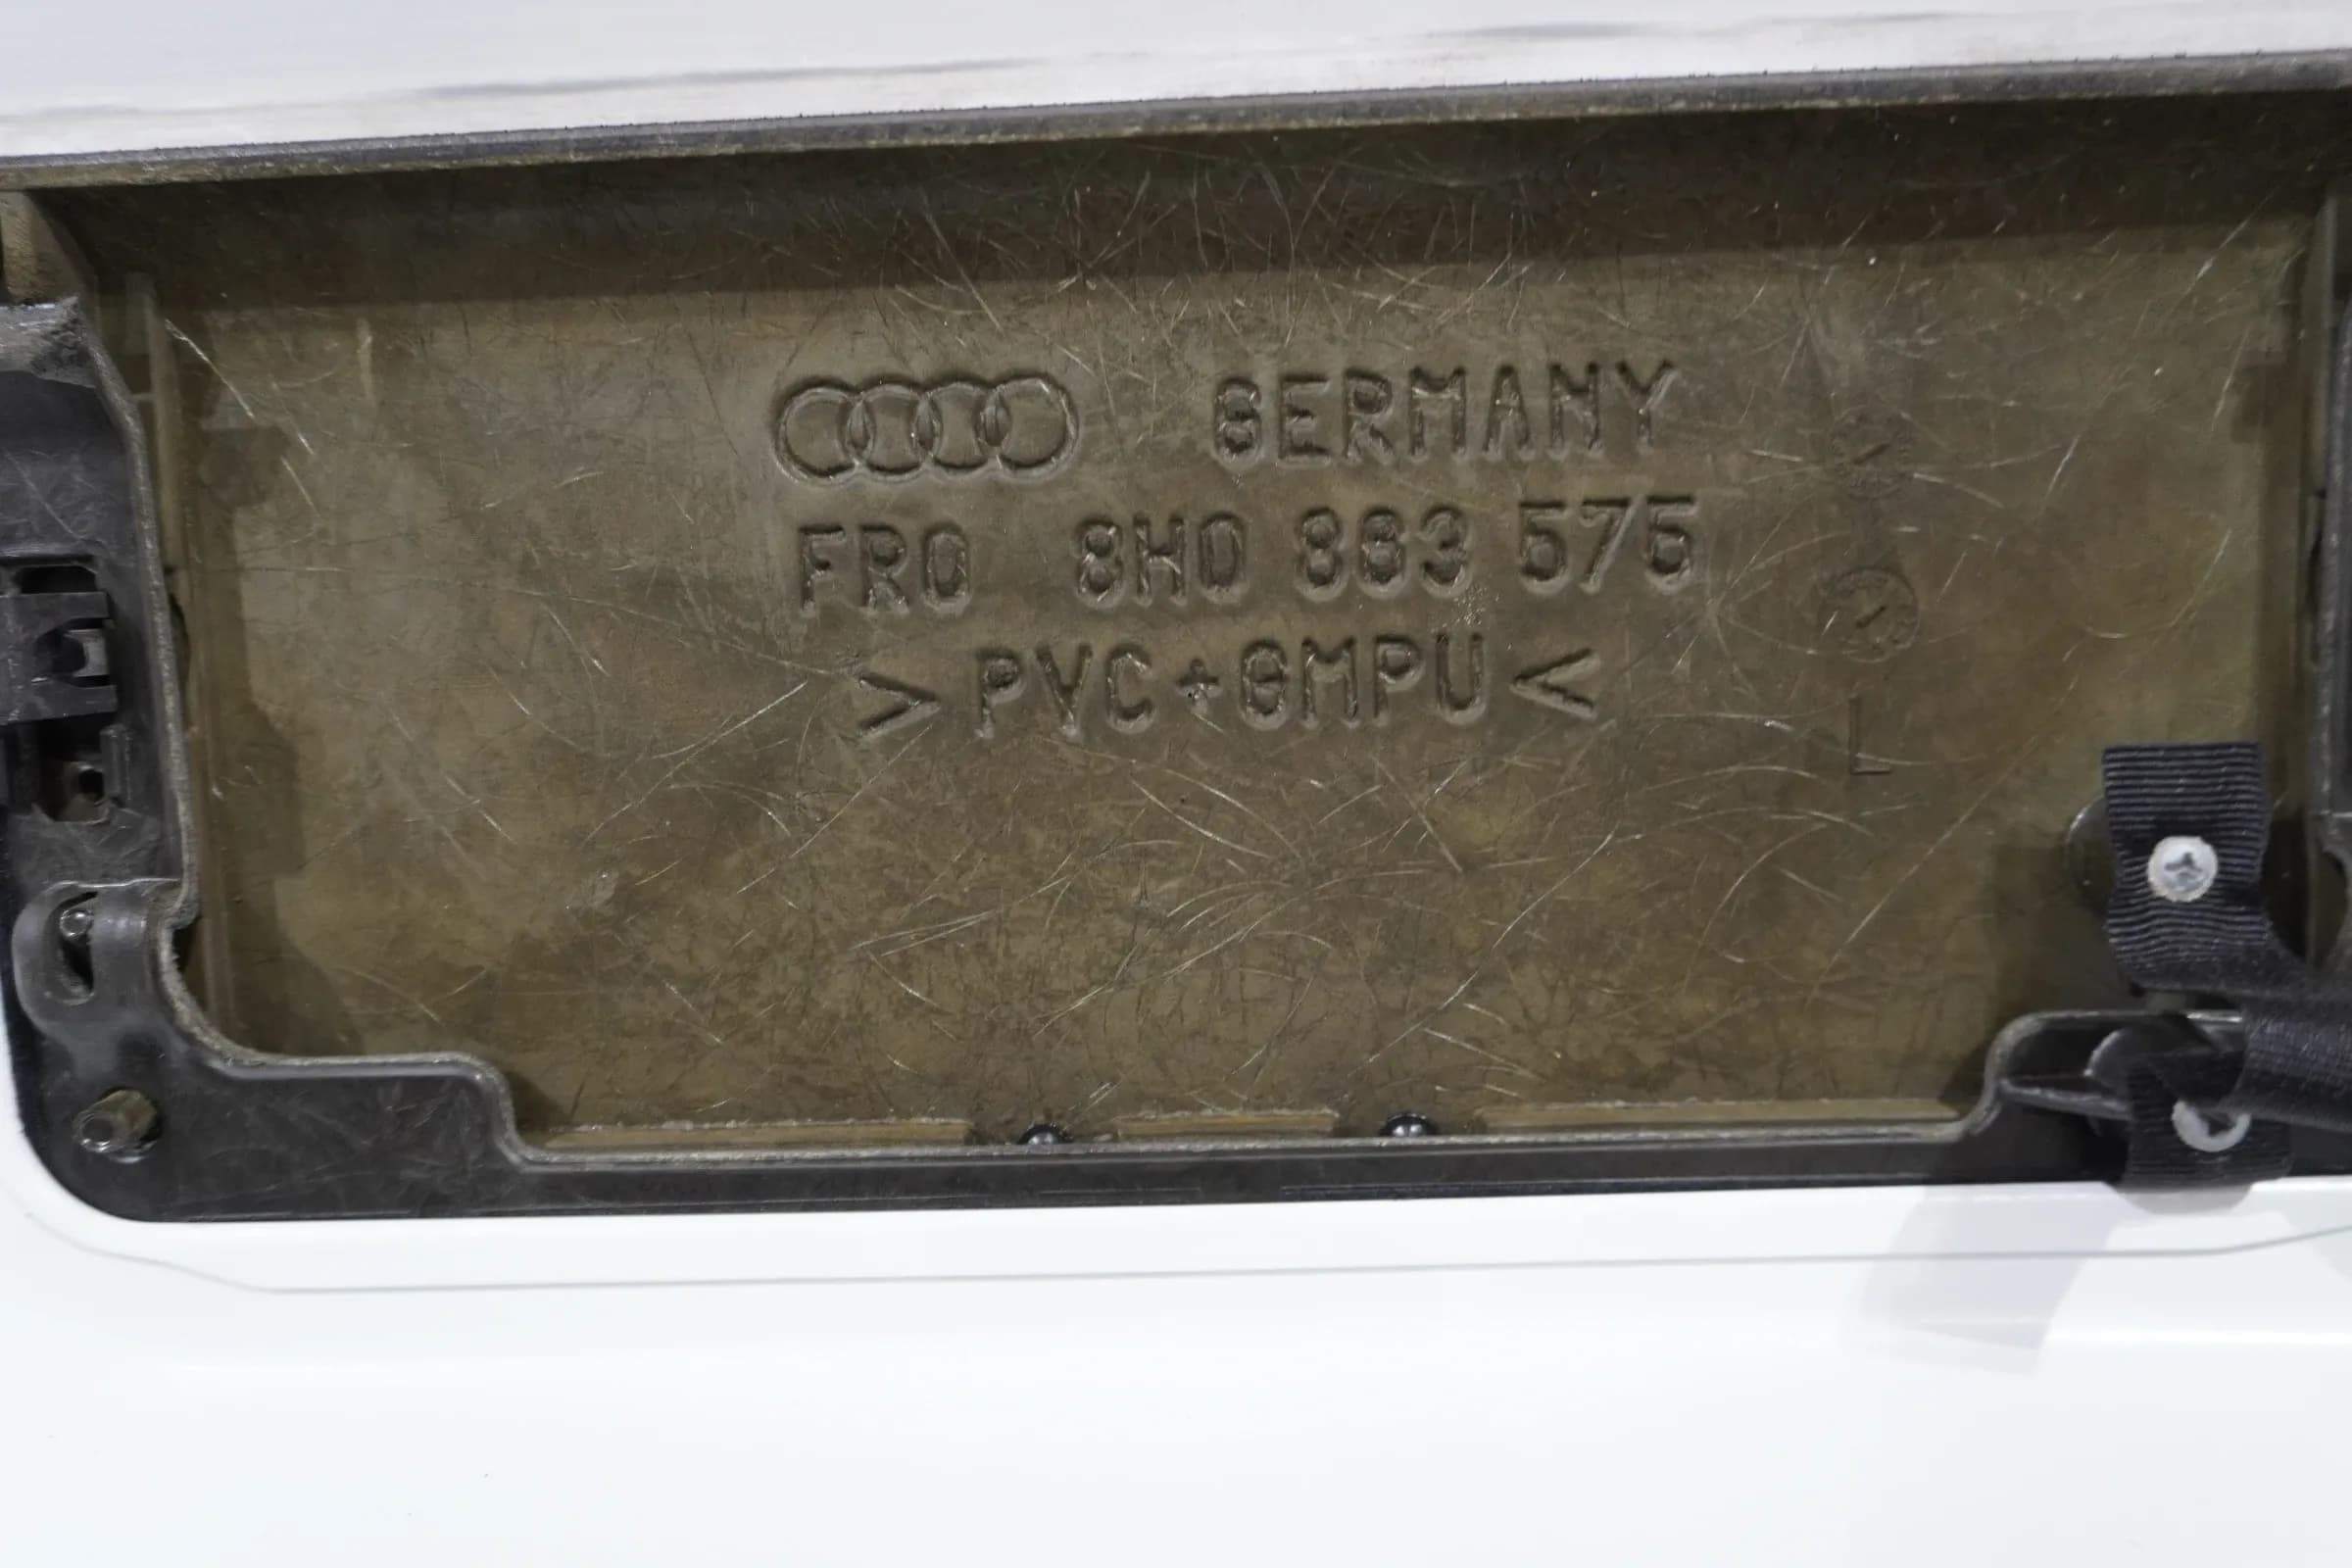 GERMANY
FRO 8H0 863 575
>PVC+GMPU<
L